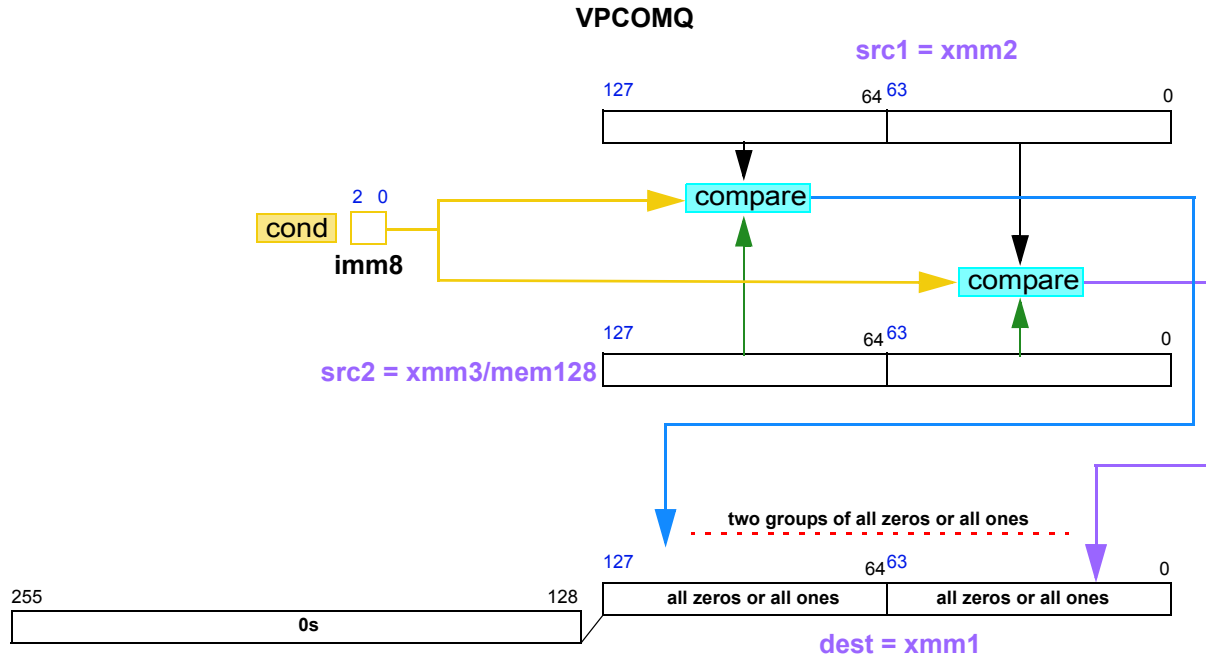 VPCOMQ
src1 = xmm2
127 64 63 0
compare
2 0
cond
imm8
compare
127 64 63 0
src2 = xmm3/mem128
two groups of all zeros or all ones
127 64 63 0
255 128
all zeros or all ones all zeros or all ones
0s
dest = xmm1